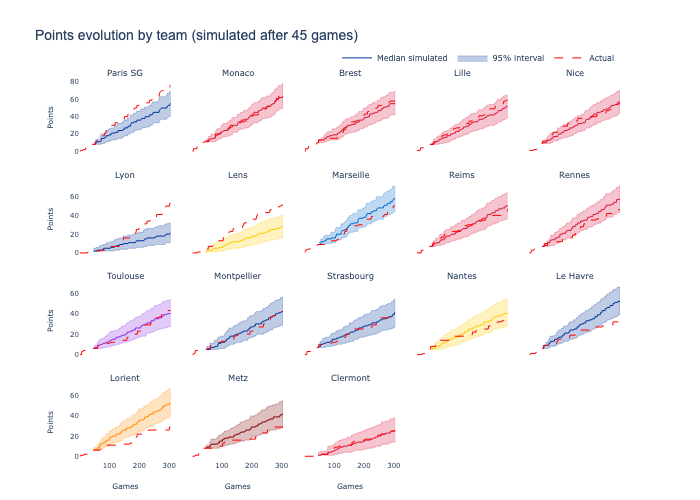 Points evolution by team (simulated after 45 games)
Median simulated 95% interval Actual
Paris SG Monaco Brest Lille Nice
80
60
40
20
0
Points
Lyon Lens Marseille Reims Rennes
60
40
20
0
Points
Toulouse Montpellier Strasbourg Nantes Le Havre
60
40
20
0
Points
Lorient Metz Clermont
60
40
20
0
Points
100 200 300 100 200 300 100 200 300
Games Games Games